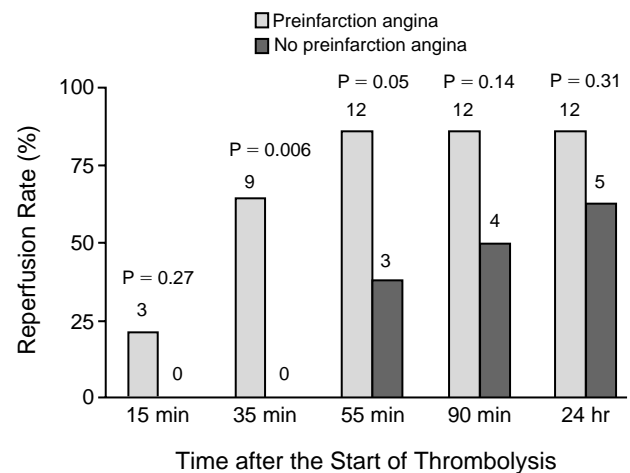 Preinfarction angina
No preinfarction angina
Reperfusion Rate (%)
100
75
50
25
0
P = 0.27
3
0
P = 0.006
9
0
P = 0.05
12
3
P = 0.14
12
4
P = 0.31
12
5
15 min
35 min
55 min
90 min
24 hr
Time after the Start of Thrombolysis